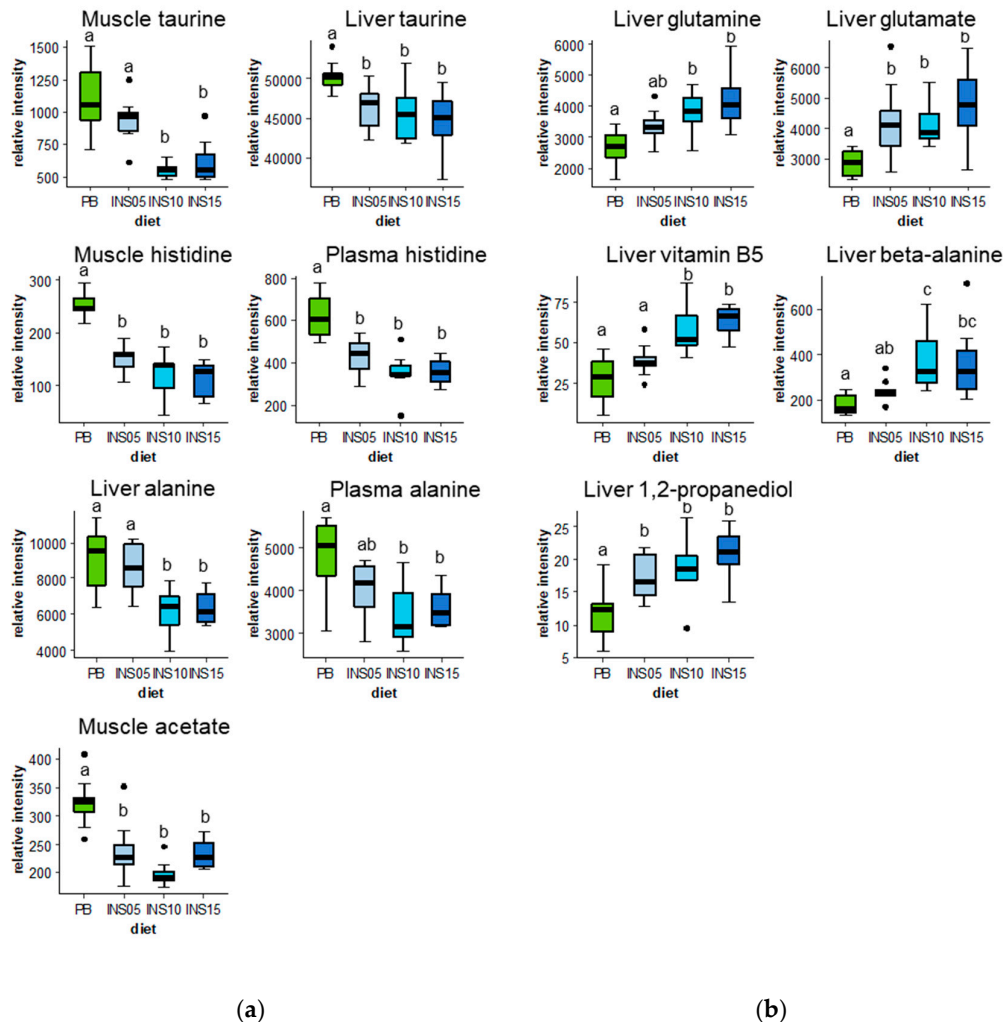 Muscle taurine
relative intensity
1500
1250
1000
750
500
a
a
b
b
PB INS05 INS10 INS15
diet
Liver taurine
relative intensity
50000
45000
40000
a
b
b
b
PB INS05 INS10 INS15
diet
Liver glutamine
relative intensity
6000
5000
4000
3000
2000
a
ab
b
b
PB INS05 INS10 INS15
diet
Liver glutamate
relative intensity
6000
5000
4000
3000
a
b
b
b
PB INS05 INS10 INS15
diet
Muscle histidine
relative intensity
300
200
100
a
b
b
b
PB INS05 INS10 INS15
diet
Plasma histidine
relative intensity
800
600
400
200
a
b
b
b
PB INS05 INS10 INS15
diet
Liver vitamin B5
relative intensity
75
50
25
a
a
b
b
PB INS05 INS10 INS15
diet
Liver beta-alanine
relative intensity
600
400
200
a
ab
c
bc
PB INS05 INS10 INS15
diet
Liver alanine
relative intensity
10000
8000
6000
4000
a
a
b
b
PB INS05 INS10 INS15
diet
Plasma alanine
relative intensity
5000
4000
3000
a
ab
b
b
PB INS05 INS10 INS15
diet
Liver 1,2-propanediol
relative intensity
25
20
15
10
5
a
b
b
b
PB INS05 INS10 INS15
diet
Muscle acetate
relative intensity
400
350
300
250
200
a
b
b
b
PB INS05 INS10 INS15
diet
(a)
(b)